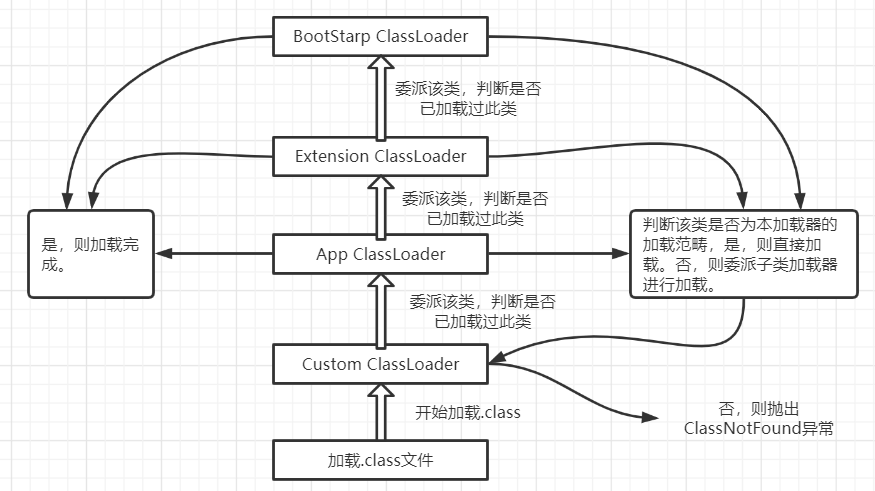 BootStarp ClassLoader
委派该类，判断是否
已加载过此类
Extension ClassLoader
委派该类，判断是否
已加载过此类
是，则加载完
成。
App ClassLoader
判断该类是否为本加载器的
加载范畴，是，则直接加
载。否，则委派子类加载器
进行加载。
委派该类，判断是否
已加载过此类
Custom ClassLoader
开始加载.class
否，则抛出
ClassNotFound异常
加载.class文件